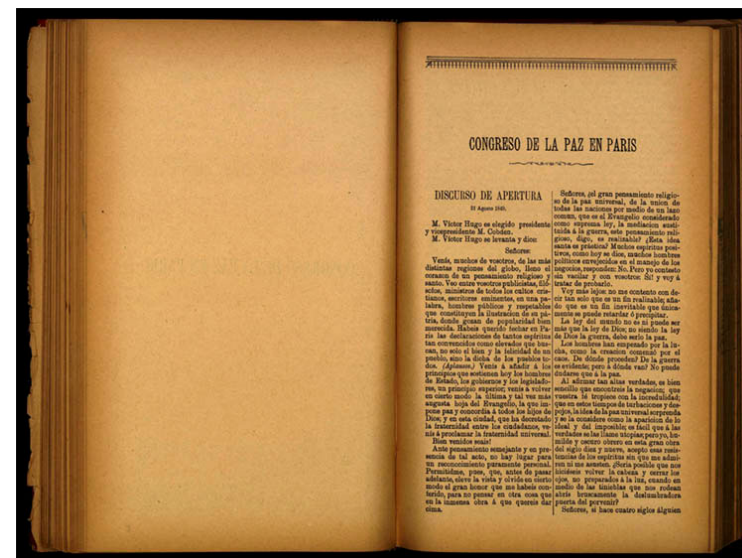 CONGRESO DE LA PAZ EN PARIS
DISCURSO DE APERTURA
21 Agosto 1849.
M. Victor Hugo es elegido presidente
y vicepresidente M. Cobden.
M. Victor Hugo se levanta y dice:
Señores:
Venís, muchos de vosotros, de las más
distintas regiones del globo, lleno el
corazon de un pensamiento religioso y
santo. Veo entre vosotros publicistas, filó-
sofos, ministros de todos los cultos cris-
tianos, escritores eminentes, en una pa-
labra, hombres públicos y respetables
que constituyen la ilustracion de su pá-
tria, donde gozan de popularidad bien
merecida. Habeis querido fechar en Pa-
ris las declaraciones de tantos espíritus
tan convencidos como elevados que bus-
can, no solo el bien y la felicidad de un
pueblo, sino la dicha de los pueblos to-
dos. (Aplausos.) Venís á añadir á los
principios que sostienen hoy los hombres
de Estado, los gobiernos y los legislado-
res, un principio superior; venís á volver
en cierto modo la última y tal vez más
augusta hoja del Evangelio, la que im-
pone paz y concordia á todos los hijos de
Dios; y en esta ciudad, que ha decretado
la fraternidad entre los ciudadanos, ve-
nís á proclamar la fraternidad universal.
Bien venidos seais!
Ante pensamiento semejante y en pre-
sencia de tal acto, no hay lugar para
un reconocimiento puramente personal.
Permitidme, pues, que, antes de pasar
adelante, eleve la vista y olvide en cierto
modo el gran honor que me habeis con-
ferido, para no pensar en otra cosa que
en la inmensa obra á que quereis dar
cima.
Señores, ¿el gran pensamiento religio-
so de la paz universal, de la union de
todas las naciones por medio de un lazo
comun, que es el Evangelio considerado
como suprema ley, la mediacion susti-
tuida á la guerra, este pensamiento reli-
gioso, digo, es realizable? ¿Esta idea
santa es práctica? Muchos espíritus posi-
tivos, como hoy se dice, muchos hombres
políticos envejecidos en el manejo de los
negocios, responden: No. Pero yo contesto
sin vacilar y con vosotros: Sí! y voy á
tratar de probarlo.
Voy más lejos: no me contento con de-
cir tan solo que es un fin realizable; aña-
do que es un fin inevitable que única-
mente se puede retardar ó precipitar.
La ley del mundo no es ni puede ser
más que la ley de Dios; no siendo la ley
de Dios la guerra, debe serlo la paz.
Los hombres han empezado por la lu-
cha, como la creacion comenzó por el
caos. De dónde proceden? De la guerra
es evidente; pero á dónde van? No puede
dudarse que á la paz.
Al afirmar tan altas verdades, es bien
sencillo que encontreis la negacion; que
vuestra fé tropiece con la incredulidad;
que en estos tiempos de turbaciones y des-
pojos, la idea de la paz universal sorprenda
y se la considere como la aparicion de lo
ideal y del imposible; es fácil que á las
verdades se las llame utopias; pero yo, hu-
milde y oscuro obrero en esta gran obra
del siglo diez y nueve, acepto esas resis-
tencias de los espíritus sin que me admi-
ren ni me asusten. ¿Seria posible que nos
hiciéseis volver la cabeza y cerrar los
ojos, no preparados á la luz, cuando en
medio de las tinieblas que nos rodean
abris bruscamente la deslumbradora
puerta del porvenir?
Señores, si hace cuatro siglos álguien